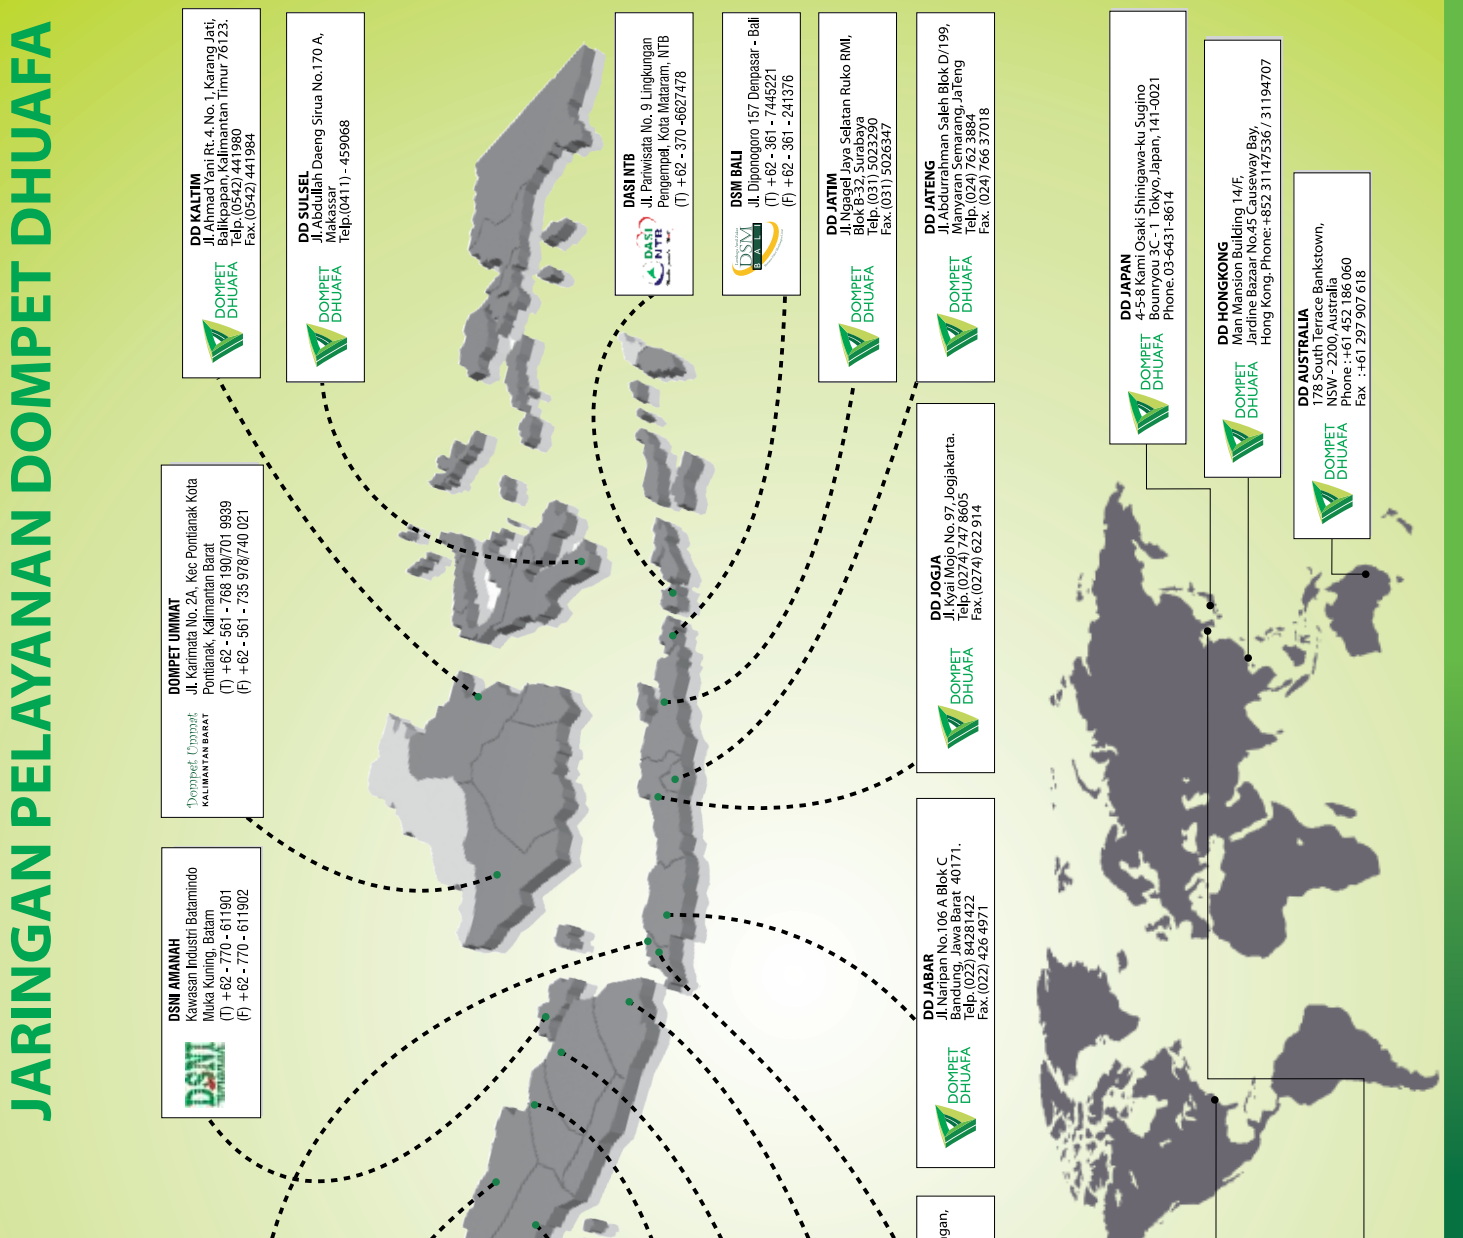 JARINGAN PELAYANAN DOMPET DHUAFA
DSNI AMANAH
Kawasan Industri Batamindo
Muka Kuning, Batam
(T) +62 - 770 - 611901
(F) +62 - 770 - 611902
DSNI
DOMPET UMMAT
Jl. Karimata No. 2A, Kec Pontianak Kota
Pontianak, Kalimantan Barat
(T) +62 - 561 - 768 190/701 9939
(F) +62 - 561 - 735 978/740 021
Dompet Ummat
KALIMANTAN BARAT
DD KALTIM
Jl. Ahmad Yani Rt. 4. No. 1, Karang Jati,
Balikpapan, Kalimantan Timur 76123.
Telp. (0542) 441980
Fax. (0542) 441984
DOMPET
DHUAFA
DD SULSEL
Jl. Abdullah Daeng Sirua No.170 A,
Makassar
Telp.(0411) - 459068
DOMPET
DHUAFA
DASI NTB
Jl. Pariwisata No. 9 Lingkungan
Pengempel, Kota Mataram, NTB
(T) +62 - 370 -6627478
DASI
NTB
DSM BALI
Jl. Diponogoro 157 Denpasar - Bali
(T) +62 - 361 - 7445221
(F) +62 - 361 - 241376
DSM
BALI
DD JATIM
Jl. Ngagel Jaya Selatan Ruko RMI,
Blok B-32, Surabaya
Telp. (031) 5023290
Fax. (031) 5026347
DOMPET
DHUAFA
DD JATENG
Jl. Abdurrahman Saleh Blok D/199,
Manyaran Semarang, JaTeng
Telp. (024) 762 3884
Fax. (024) 766 37018
DOMPET
DHUAFA
DD JOGJA
Jl. Kyai Mojo No. 97, Jogjakarta.
Telp. (0274) 747 8605
Fax. (0274) 622 914
DOMPET
DHUAFA
DD JABAR
Jl. Naripan No.106 A Blok C
Bandung, Jawa Barat 40171.
Telp. (022) 84281422
Fax. (022) 426 4971
DOMPET
DHUAFA
gan,
DD JAPAN
4-5-8 Kami Osaki Shinigawa-ku Sugino
Bounryou 3C - 1 Tokyo, Japan, 141-0021
Phone. 03-6431-8614
DOMPET
DHUAFA
DD HONGKONG
Man Mansion Building 14/F,
Jardine Bazaar No.45 Causeway Bay,
Hong Kong. Phone: +852 31147536 / 31194707
DOMPET
DHUAFA
DD AUSTRALIA
178 South Terrace Bankstown,
NSW - 2200, Australia
Phone : +61 452 186 060
Fax : +61 297 907 618
DOMPET
DHUAFA